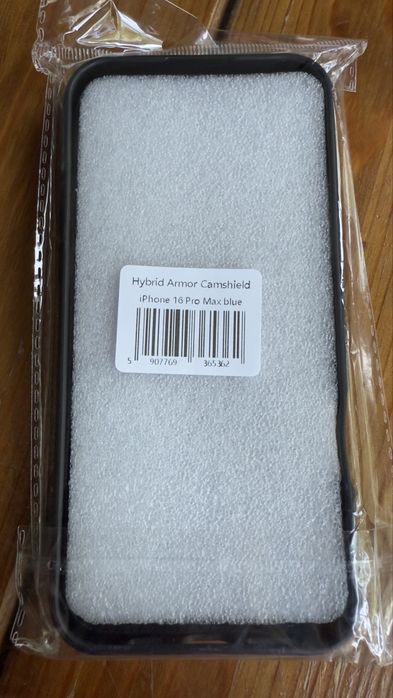 Hybrid Armor Camshield
iPhone 16 Pro Max blue
5 907769 365362